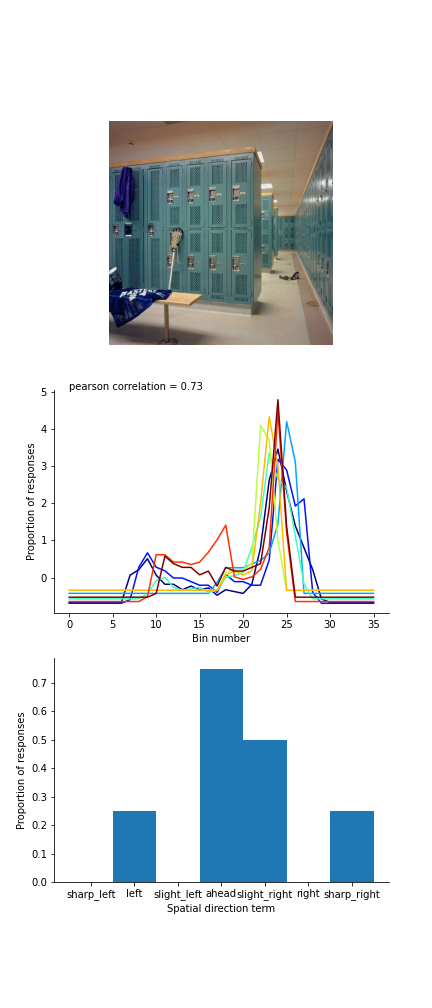 pearson correlation = 0.73
5
4
3
2
1
0
Proportion of responses
0 5 10 15 20 25 30 35
Bin number
0.7
0.6
0.5
0.4
0.3
0.2
0.1
0.0
Proportion of responses
sharp_left left slight_left ahead slight_right right sharp_right
Spatial direction term